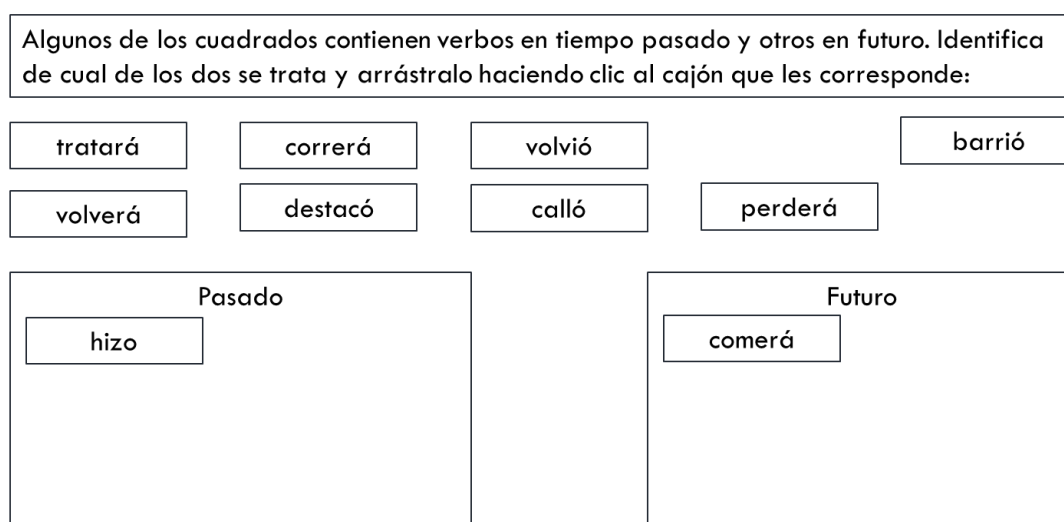 Algunos de los cuadrados contienen verbos en tiempo pasado y otros en futuro. Identifica
de cual de los dos se trata y arrástralo haciendo clic al cajón que les corresponde:
tratará
correrá
volvió
barrió
volverá
destacó
calló
perderá
Pasado
hizo
Futuro
comerá